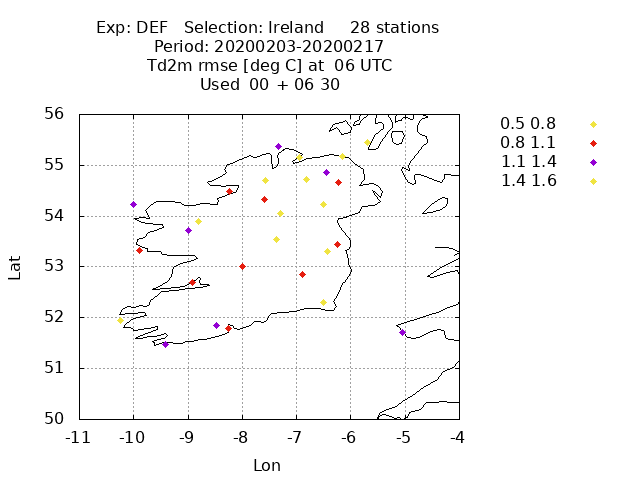 Exp: DEF   Selection: Ireland     28 stations
Period: 20200203-20200217
Td2m rmse [deg C] at  06 UTC
Used  00 + 06 30
0.5 0.8
0.8 1.1
1.1 1.4
1.4 1.6
56
55
54
53
52
51
50
Lat
-11 -10 -9 -8 -7 -6 -5 -4
Lon